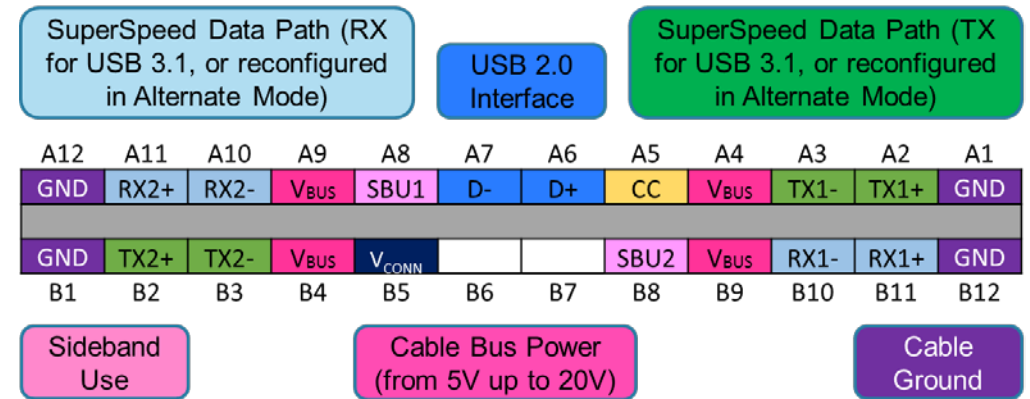 SuperSpeed Data Path (RX
for USB 3.1, or reconfigured
in Alternate Mode)
USB 2.0
Interface
SuperSpeed Data Path (TX
for USB 3.1, or reconfigured
in Alternate Mode)
A12 A11 A10 A9 A8 A7 A6 A5 A4 A3 A2 A1
GND RX2+ RX2- VBUS SBU1 D- D+ CC VBUS TX1- TX1+ GND
GND TX2+ TX2- VBUS VCONN SBU2 VBUS RX1- RX1+ GND
B1 B2 B3 B4 B5 B6 B7 B8 B9 B10 B11 B12
Sideband
Use
Cable Bus Power
(from 5V up to 20V)
Cable
Ground